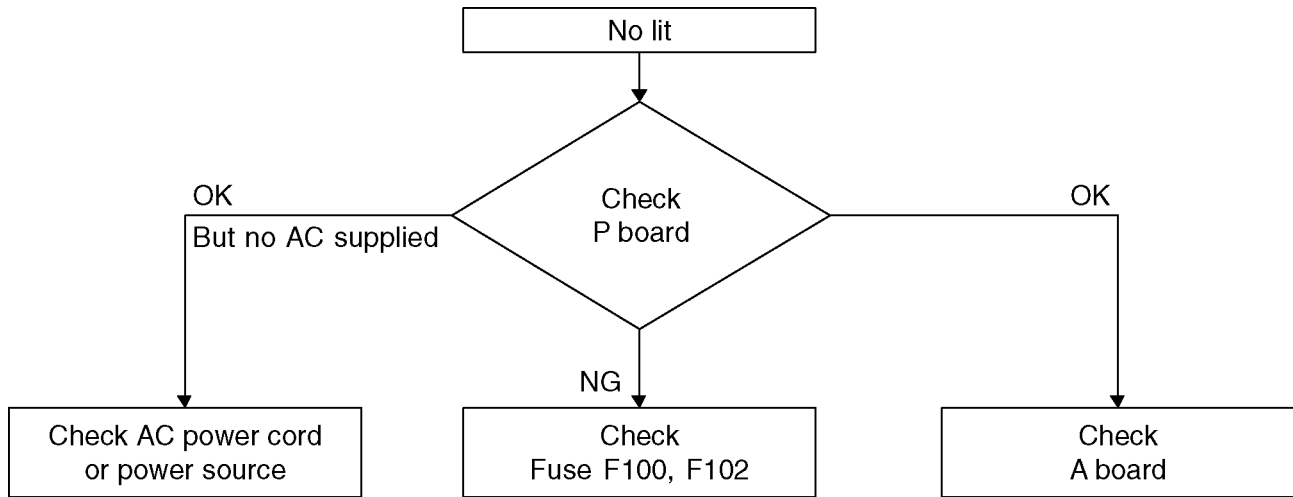 No lit
Check
P board
OK
But no AC supplied
OK
NG
Check AC power cord
or power source
Check
Fuse F100, F102
Check
A board